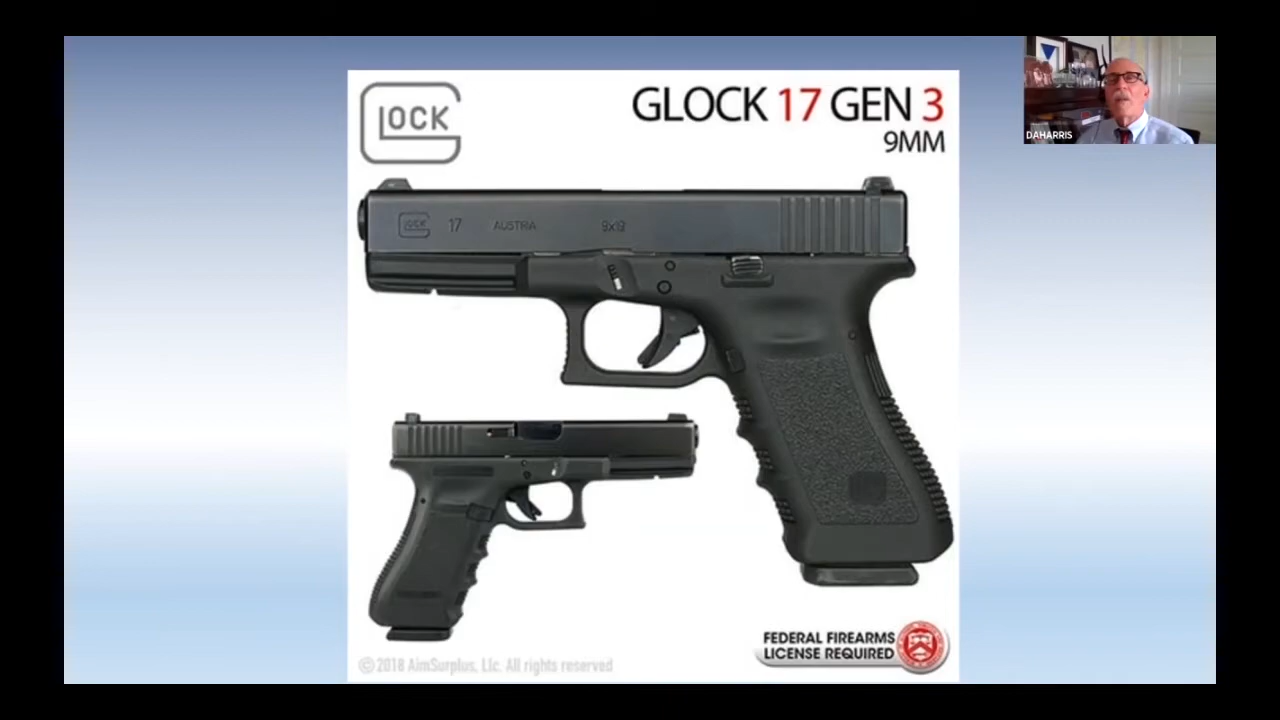 GLOCK
GLOCK 17 GEN 3
9MM
DAHARRIS
GLOCK 17 AUSTRIA 9x19
FEDERAL FIREARMS
LICENSE REQUIRED
©2018 AimSurplus, Llc. All rights reserved